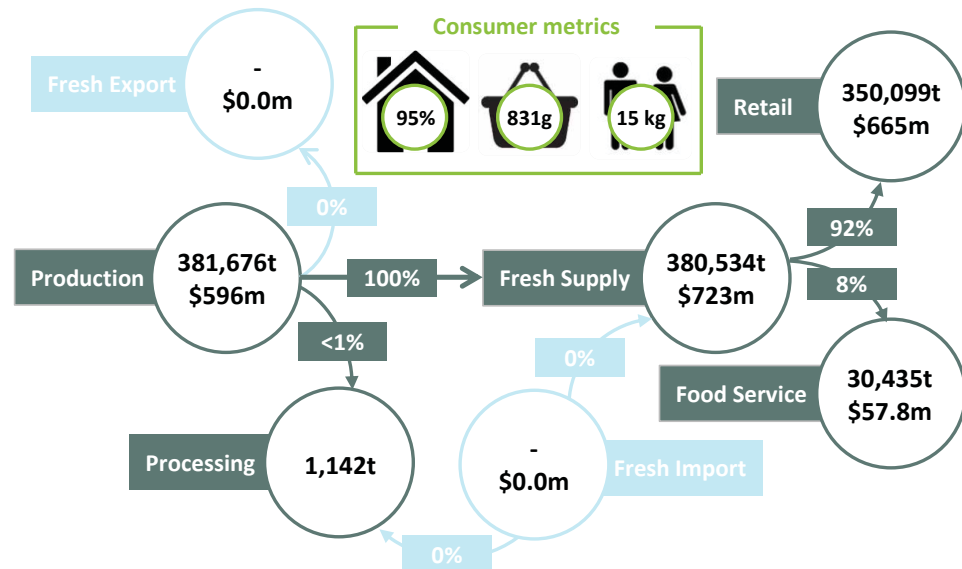 Consumer metrics
95%
831g
15 kg
Fresh Export
-
$0.0m
Retail
350,099t
$665m
0%
92%
Production
381,676t
$596m
100%
Fresh Supply
380,534t
$723m
8%
<1%
0%
Food Service
30,435t
$57.8m
Processing
1,142t
-
$0.0m
Fresh Import
0%